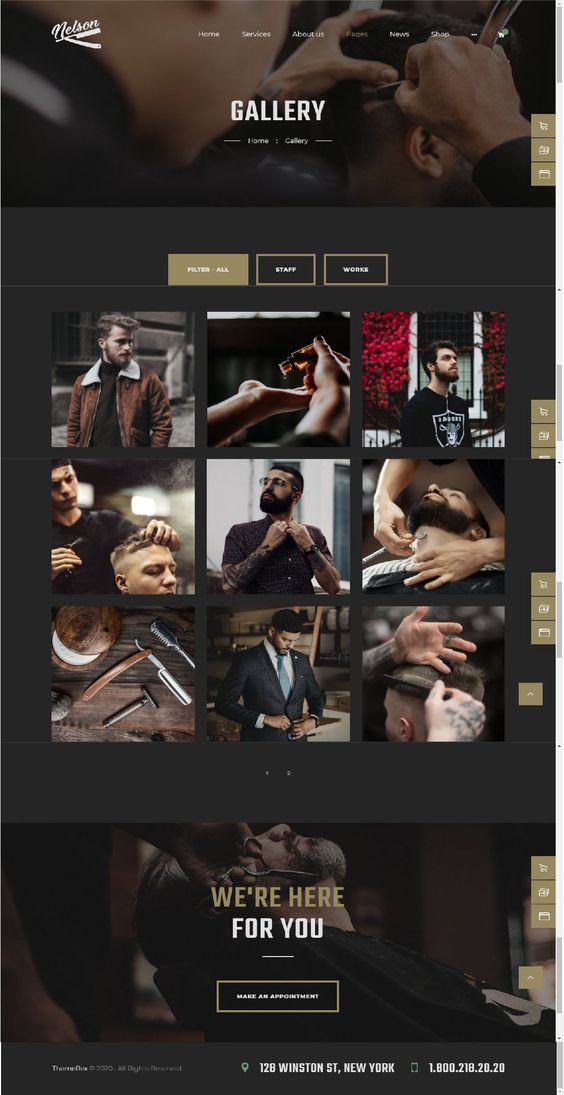 Nelson
Home Services About us Pages News Shop
GALLERY
Home : Gallery
FILTER - ALL STAFF WORKS
RAIDERS
1 2
WE'RE HERE
FOR YOU
MAKE AN APPOINTMENT
ThemeRex © 2020 . All Rights Reserved. 128 WINSTON ST, NEW YORK 1.800.218.20.20